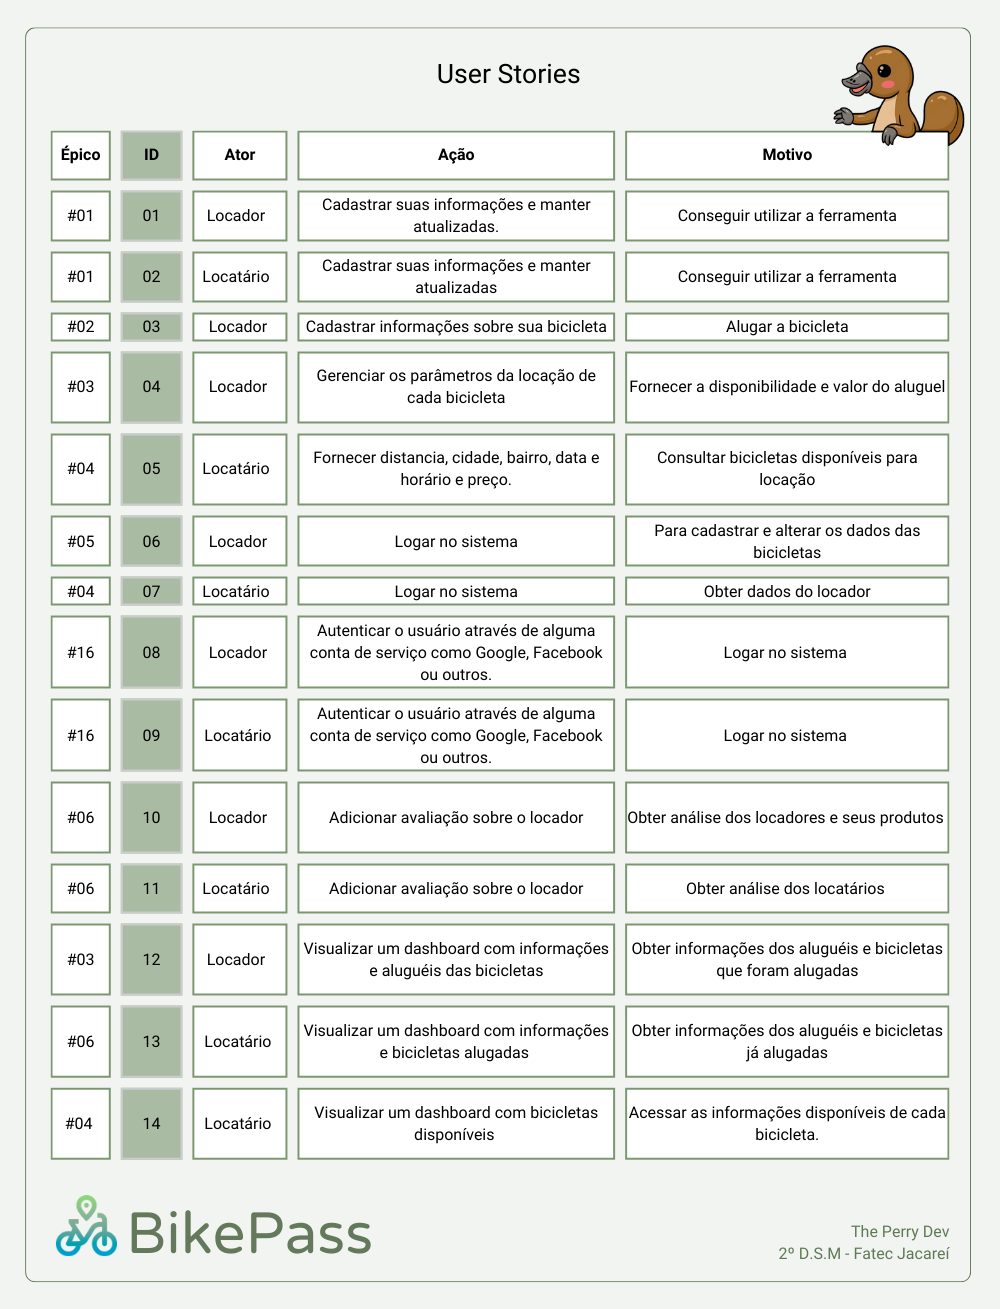 User Stories
Épico ID Ator Ação Motivo
#01 01 Locador Cadastrar suas informações e manter
atualizadas. Conseguir utilizar a ferramenta
#01 02 Locatário Cadastrar suas informações e manter
atualizadas Conseguir utilizar a ferramenta
#02 03 Locador Cadastrar informações sobre sua bicicleta Alugar a bicicleta
#03 04 Locador Gerenciar os parâmetros da locação de
cada bicicleta Fornecer a disponibilidade e valor do aluguel
#04 05 Locatário Fornecer distancia, cidade, bairro, data e
horário e preço. Consultar bicicletas disponíveis para
locação
#05 06 Locador Logar no sistema Para cadastrar e alterar os dados das
bicicletas
#04 07 Locatário Logar no sistema Obter dados do locador
#16 08 Locador Autenticar o usuário através de alguma
conta de serviço como Google, Facebook
ou outros. Logar no sistema
#16 09 Locatário Autenticar o usuário através de alguma
conta de serviço como Google, Facebook
ou outros. Logar no sistema
#06 10 Locador Adicionar avaliação sobre o locador Obter análise dos locadores e seus produtos
#06 11 Locatário Adicionar avaliação sobre o locador Obter análise dos locatários
#03 12 Locador Visualizar um dashboard com informações
e aluguéis das bicicletas Obter informações dos aluguéis e bicicletas
que foram alugadas
#06 13 Locatário Visualizar um dashboard com informações
e bicicletas alugadas Obter informações dos aluguéis e bicicletas
já alugadas
#04 14 Locatário Visualizar um dashboard com bicicletas
disponíveis Acessar as informações disponíveis de cada
bicicleta.
BikePass
The Perry Dev
2º D.S.M - Fatec Jacareí